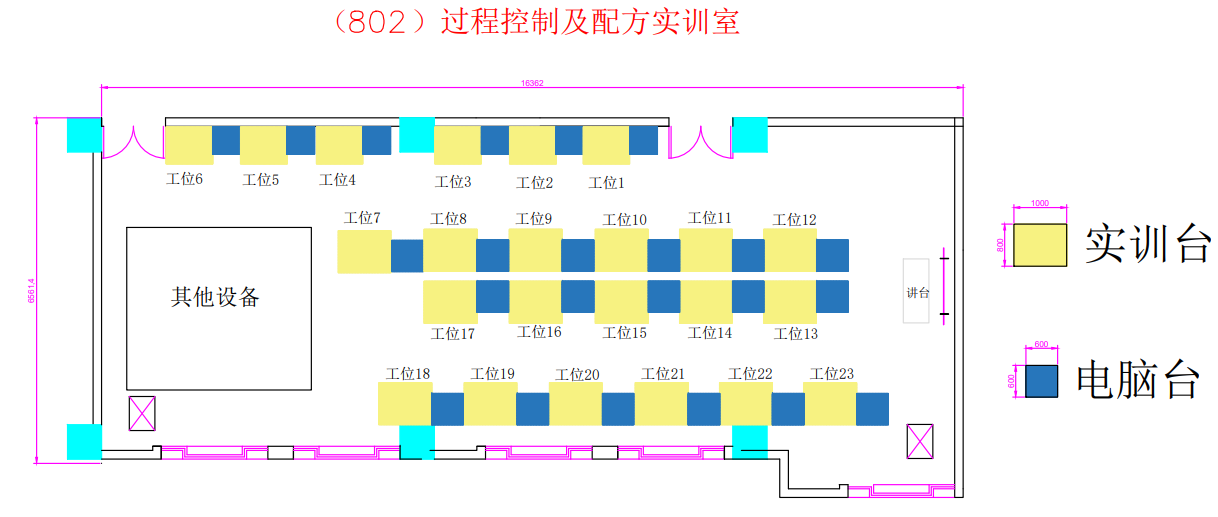 （802）过程控制及配方实训室
16362
6561,4
工位6
工位5
工位4
工位3
工位2
工位1
工位7
工位8
工位9
工位10
工位11
工位12
其他设备
讲台
工位17
工位16
工位15
工位14
工位13
工位18
工位19
工位20
工位21
工位22
工位23
1000
800
实训台
600
600
电脑台